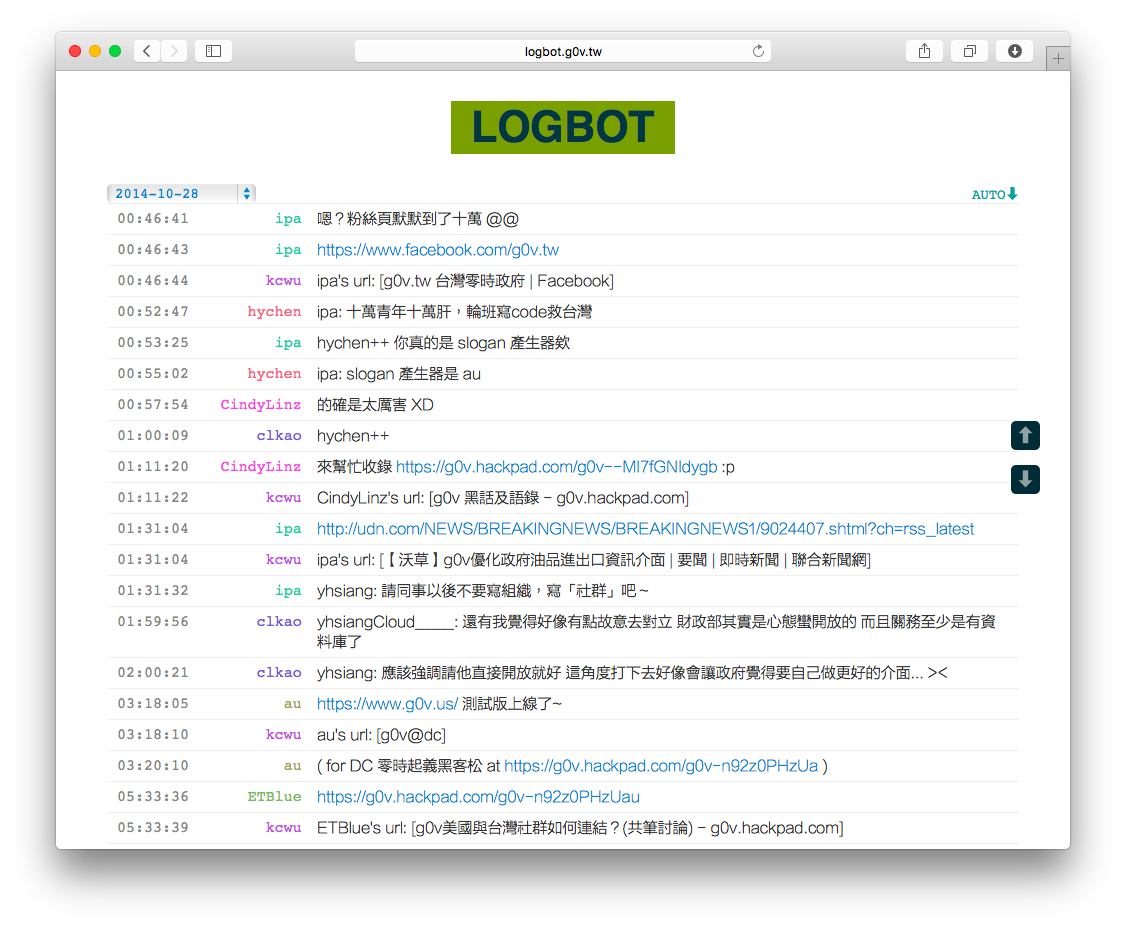 logbot.g0v.tw
LOGBOT
2014-10-28 AUTO
00:46:41 ipa 嗯？粉絲頁默默到了十萬 @@
00:46:43 ipa https://www.facebook.com/g0v.tw
00:46:44 kcwu ipa's url: [g0v.tw 台灣零時政府 | Facebook]
00:52:47 hychen ipa: 十萬青年十萬肝，輪班寫code救台灣
00:53:25 ipa hychen++ 你真的是 slogan 產生器欸
00:55:02 hychen ipa: slogan 產生器是 au
00:57:54 CindyLinz 的確是太厲害 XD
01:00:09 clkao hychen++
01:11:20 CindyLinz 來幫忙收錄 https://g0v.hackpad.com/g0v--MI7fGNIdygb :p
01:11:22 kcwu CindyLinz's url: [g0v 黑話及語錄 - g0v.hackpad.com]
01:31:04 ipa http://udn.com/NEWS/BREAKINGNEWS/BREAKINGNEWS1/9024407.shtml?ch=rss_latest
01:31:04 kcwu ipa's url: [【沃草】g0v優化政府油品進出口資訊介面 | 要聞 | 即時新聞 | 聯合新聞網]
01:31:32 ipa yhsiang: 請同事以後不要寫組織，寫「社群」吧～
01:59:56 clkao yhsiangCloud____: 還有我覺得好像有點故意去對立 財政部其實是心態蠻開放的 而且關務至少是有資
料庫了
02:00:21 clkao yhsiang: 應該強調請他直接開放就好 這角度打下去好像會讓政府覺得要自己做更好的介面... ><
03:18:05 au https://www.g0v.us/ 測試版上線了~
03:18:10 kcwu au's url: [g0v@dc]
03:20:10 au ( for DC 零時起義黑客松 at https://g0v.hackpad.com/g0v-n92z0PHzUa )
05:33:36 ETBlue https://g0v.hackpad.com/g0v-n92z0PHzUau
05:33:39 kcwu ETBlue's url: [g0v美國與台灣社群如何連結？(共筆討論) - g0v.hackpad.com]